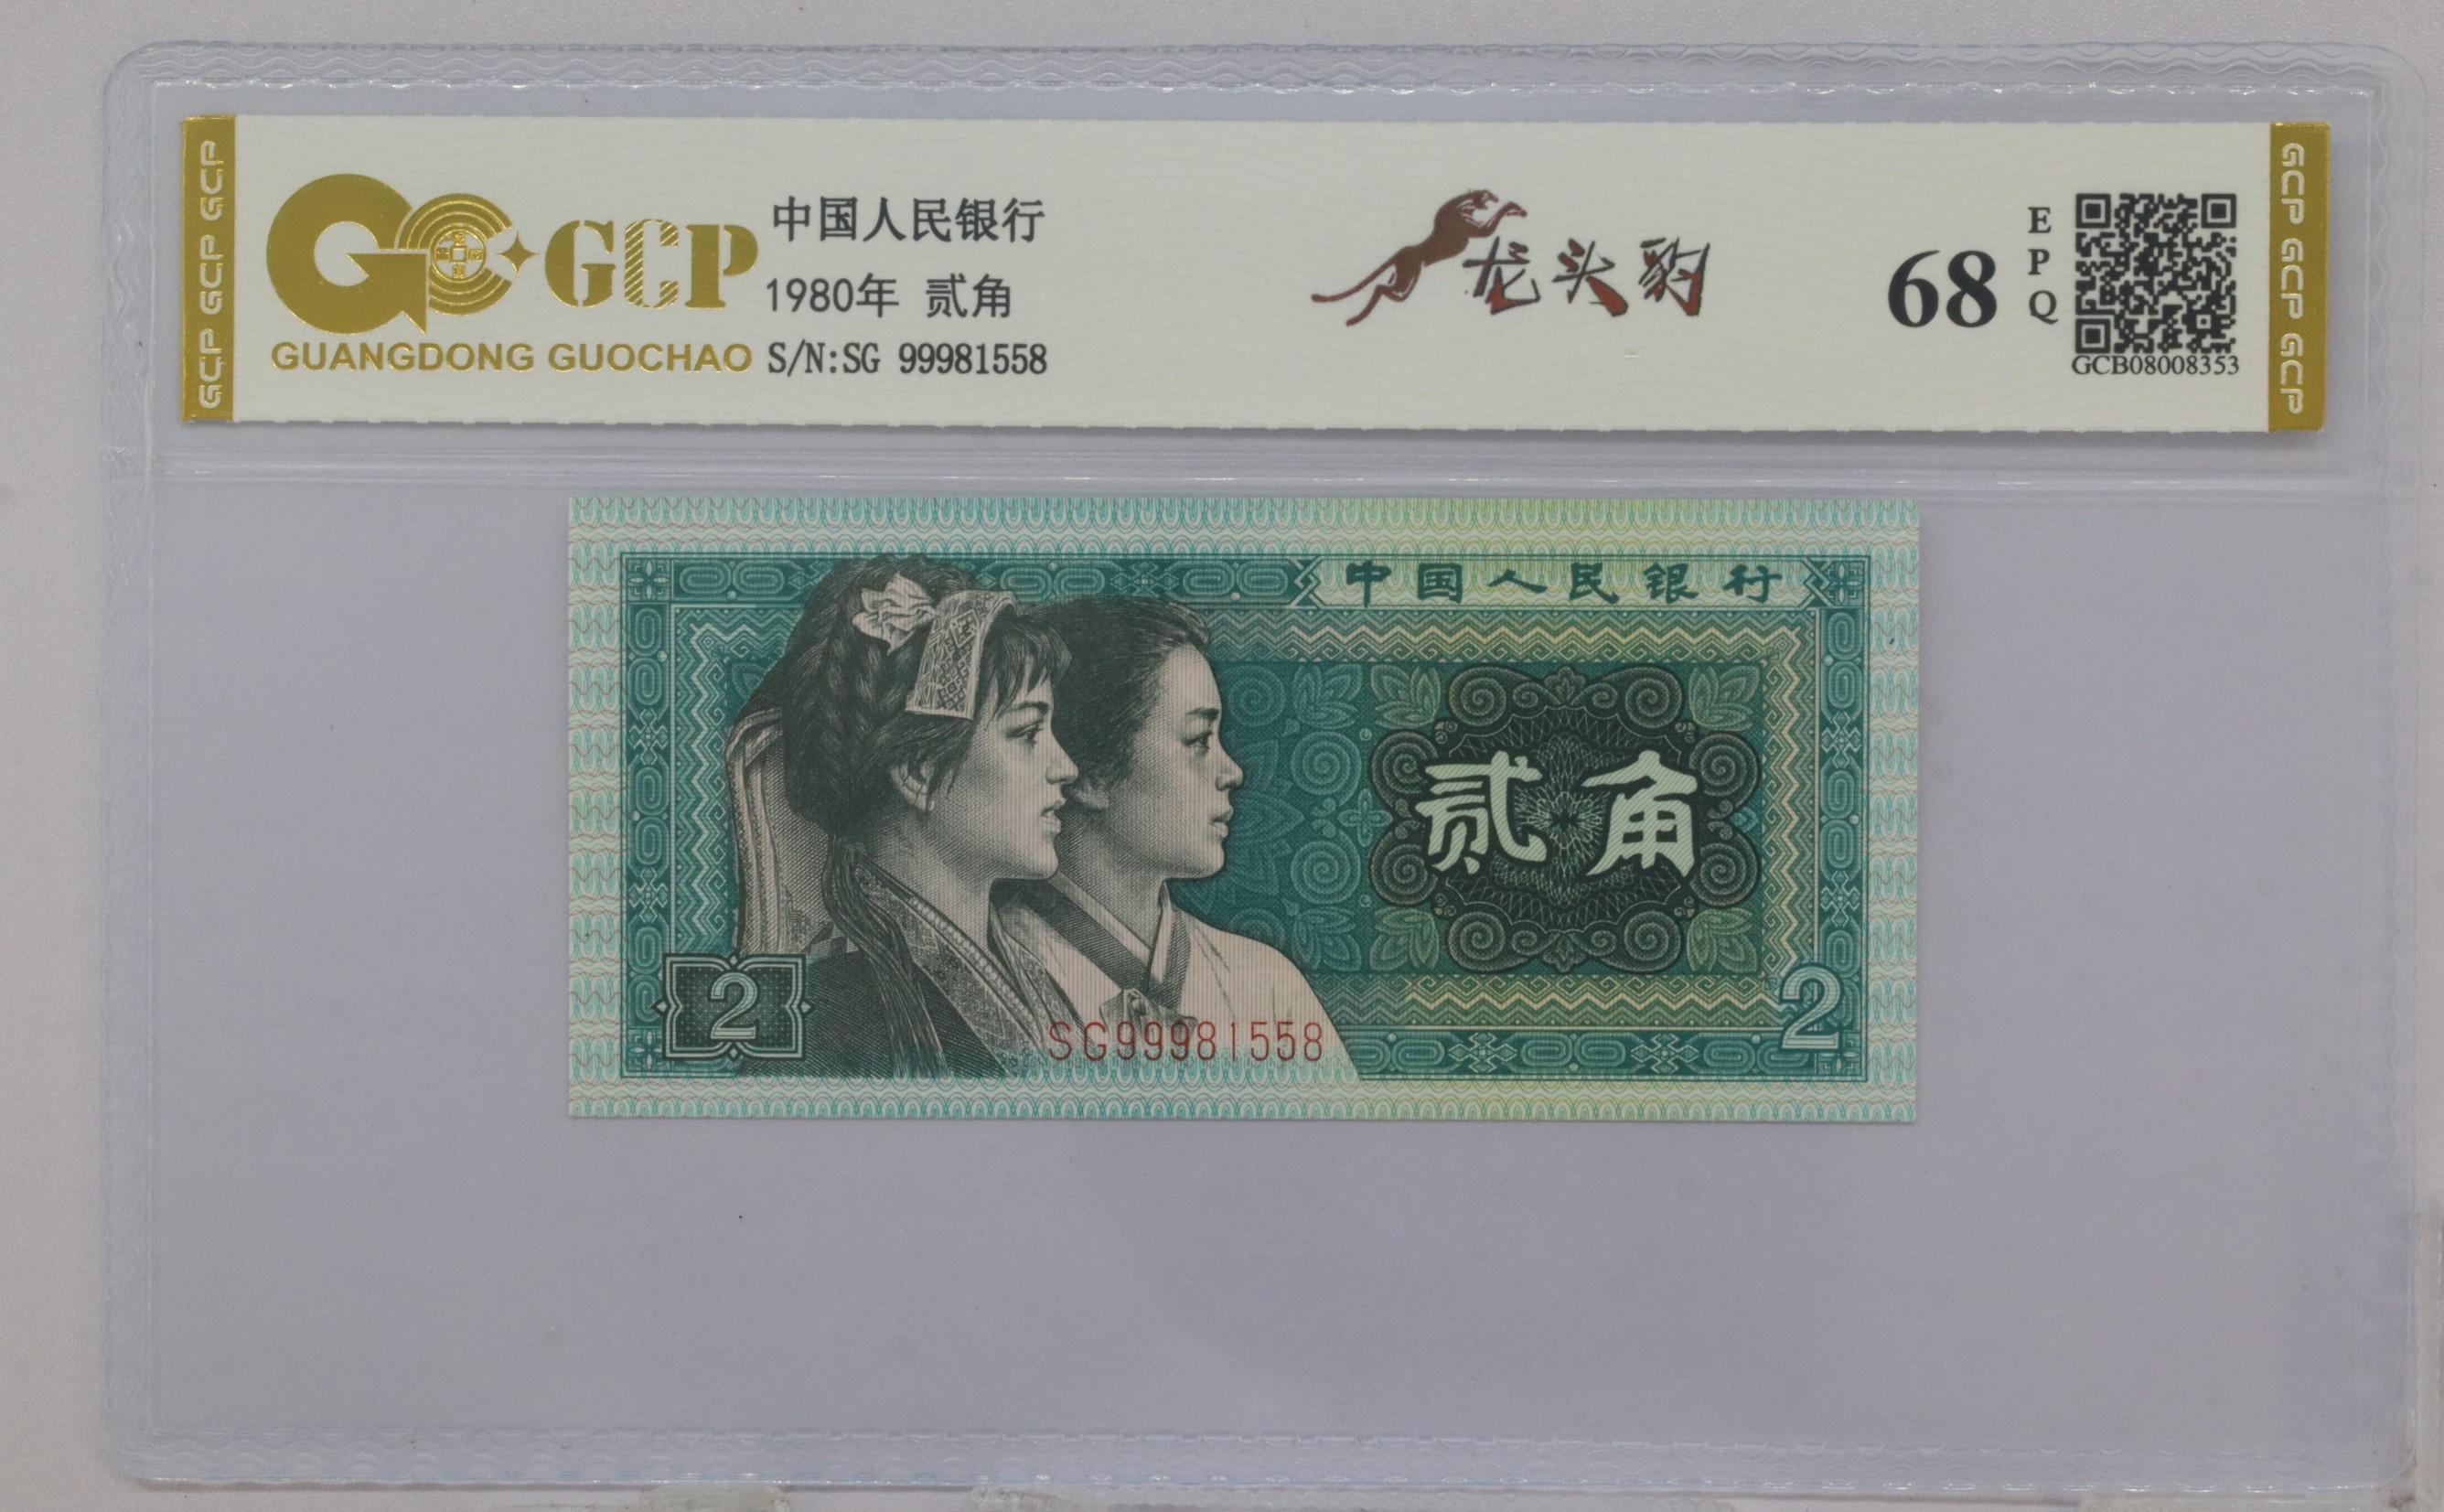 GCP GCP GCP
GCP
GUANGDONG GUOCHAO
中国人民银行
1980年 贰角
S/N:SG 99981558
龙头豹
68
EPQ
GCB08008353
GCP GCP GCP
中国人民银行
贰角
2
SG99981558
2